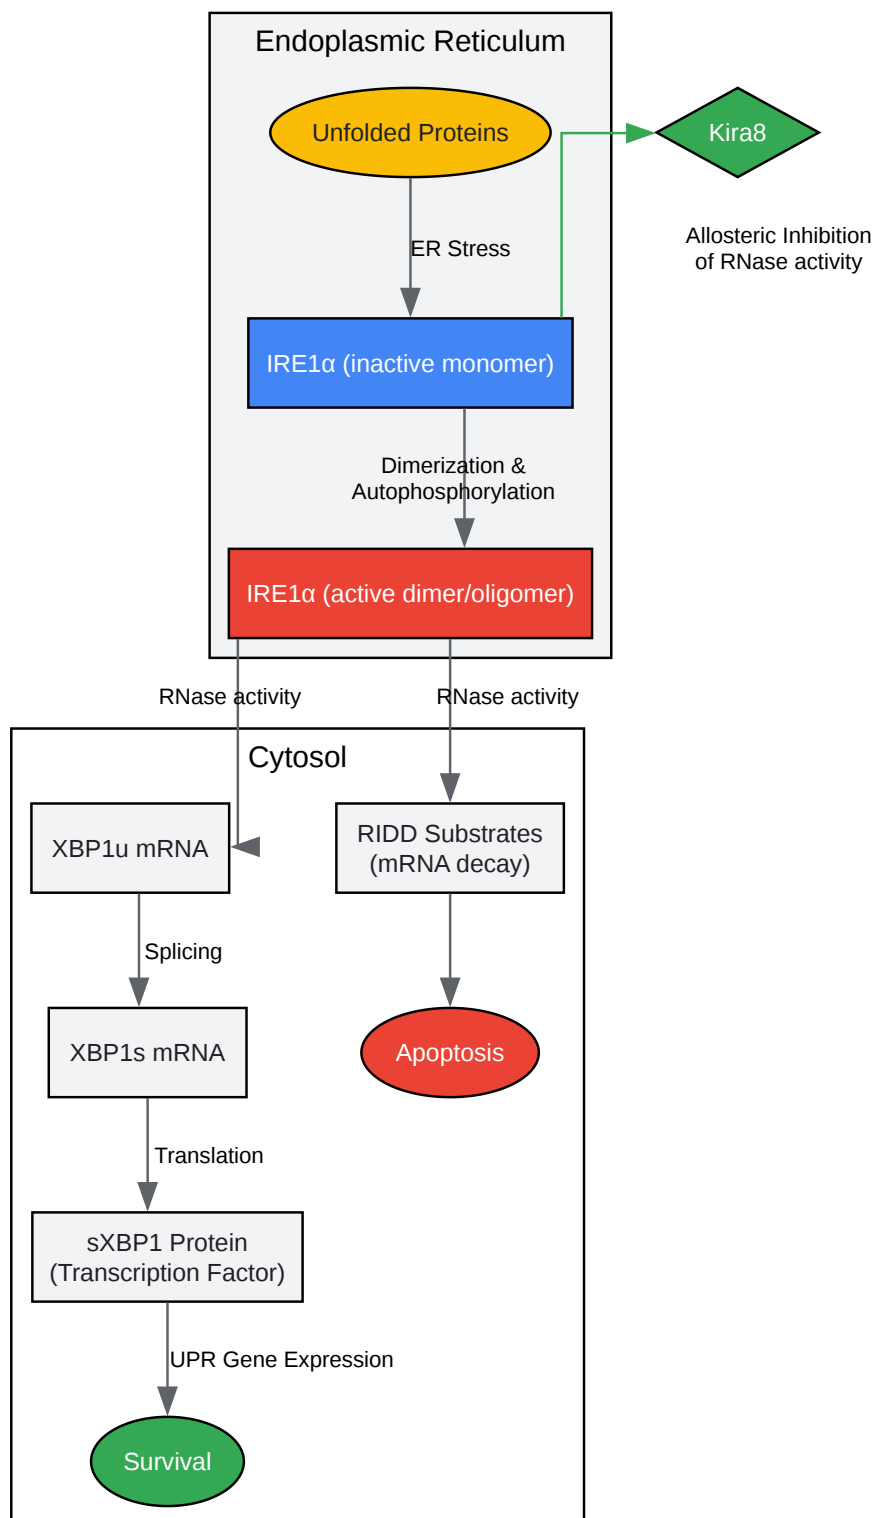 Endoplasmic Reticulum
Unfolded Proteins
Kira8
Allosteric Inhibition
of RNase activity
ER Stress
IRE1α (inactive monomer)
Dimerization &
Autophosphorylation
IRE1α (active dimer/oligomer)
RNase activity
RNase activity
Cytosol
XBP1u mRNA
RIDD Substrates
(mRNA decay)
Splicing
XBP1s mRNA
Apoptosis
Translation
sXBP1 Protein
(Transcription Factor)
UPR Gene Expression
Survival